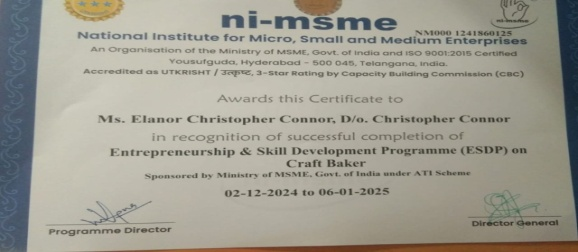 ni-msme
NM000 1241860125
National Institute for Micro, Small and Medium Enterprises
An Organisation of the Ministry of MSME, Govt. of India and ISO 9001:2015 Certified
Yousufguda, Hyderabad - 500 045, Telangana, India.
Accredited as UTKRISHT / उत्कृष्ट, 3-Star Rating by Capacity Building Commission (CBC)
Awards this Certificate to
Ms. Elanor Christopher Connor, D/o. Christopher Connor
in recognition of successful completion of
Entrepreneurship & Skill Development Programme (ESDP) on
Craft Baker
Sponsored by Ministry of MSME, Govt. of India under ATI Scheme
02-12-2024 to 06-01-2025
Programme Director
Director General